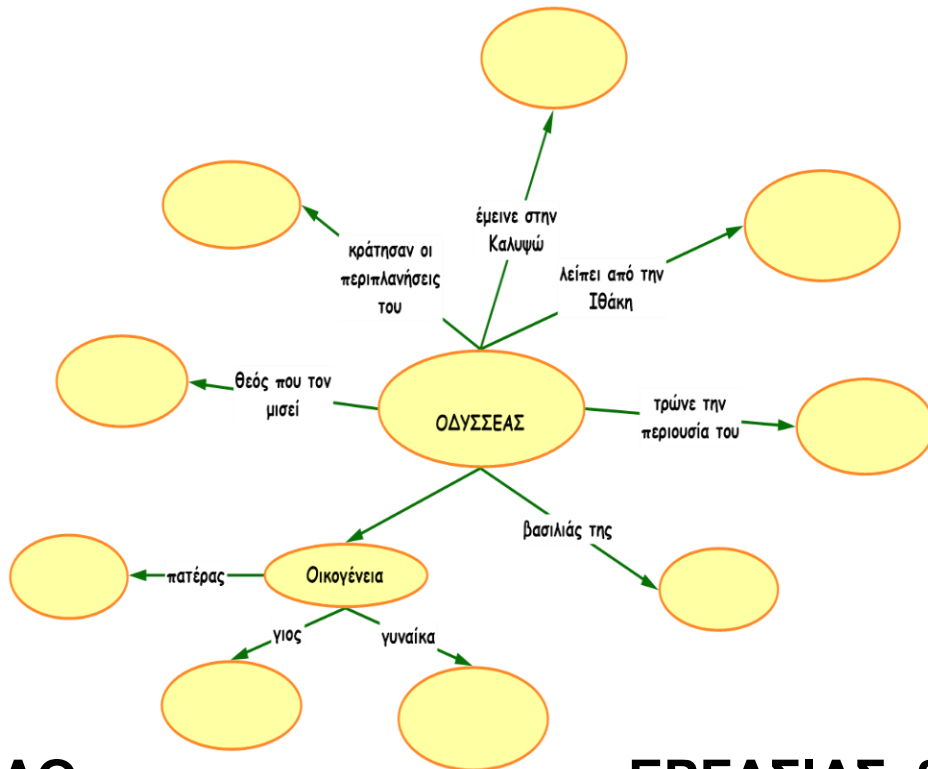 έμεινε στην
Καλυψώ
κράτησαν οι
περιπλανήσεις
του
λείπει από την
Ιθάκη
θεός που τον
μισεί
ΟΔΥΣΣΕΑΣ
τρώνε την
περιουσία του
βασιλιάς της
Οικογένεια
πατέρας
γιος
γυναίκα